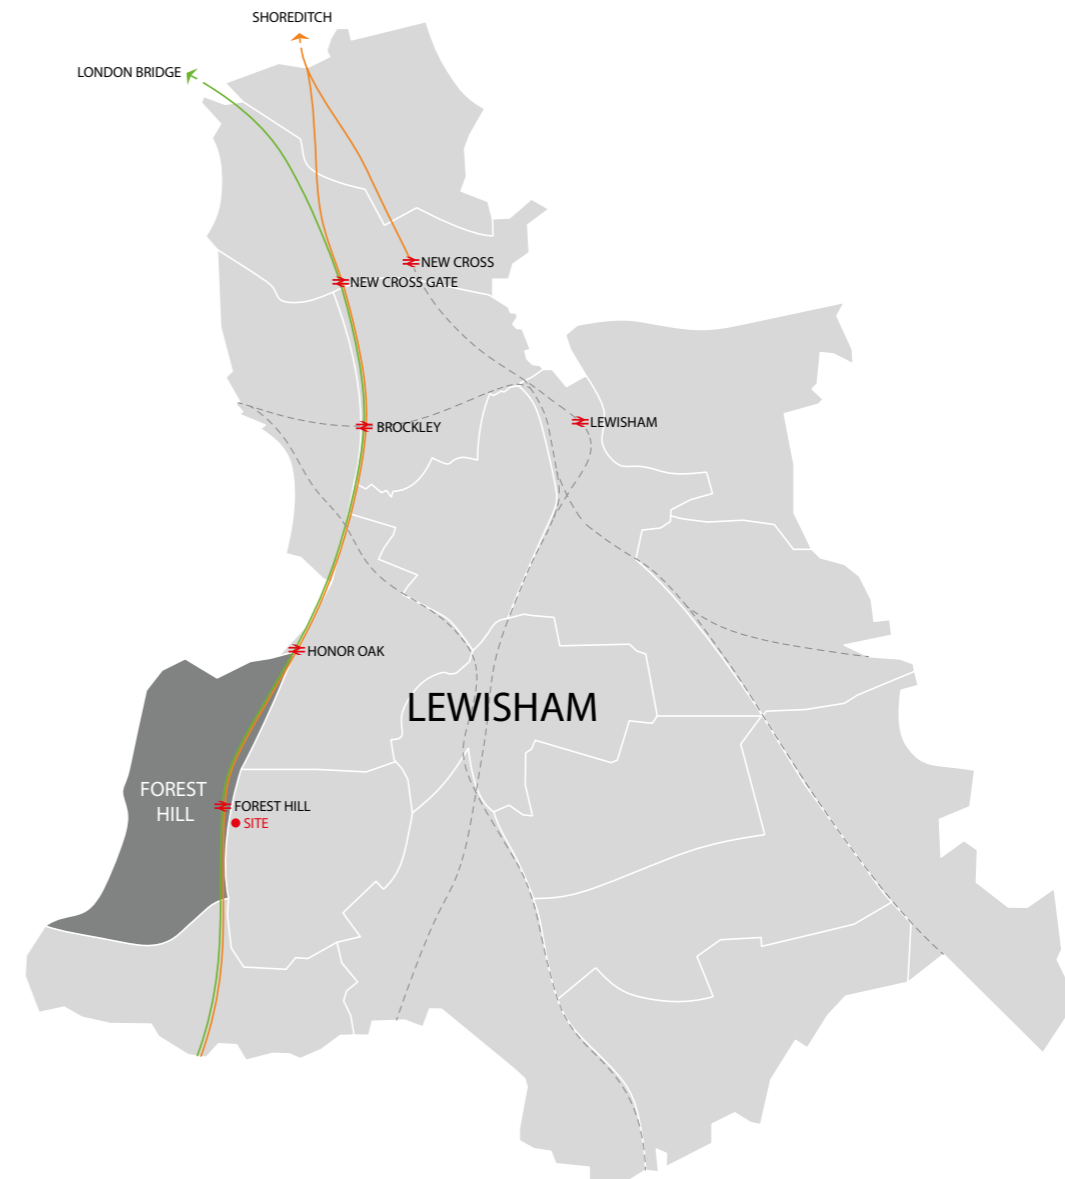 SHOREDITCH
LONDON BRIDGE
NEW CROSS
NEW CROSS GATE
BROCKLEY
LEWISHAM
HONOR OAK
LEWISHAM
FOREST
HILL
FOREST HILL
SITE